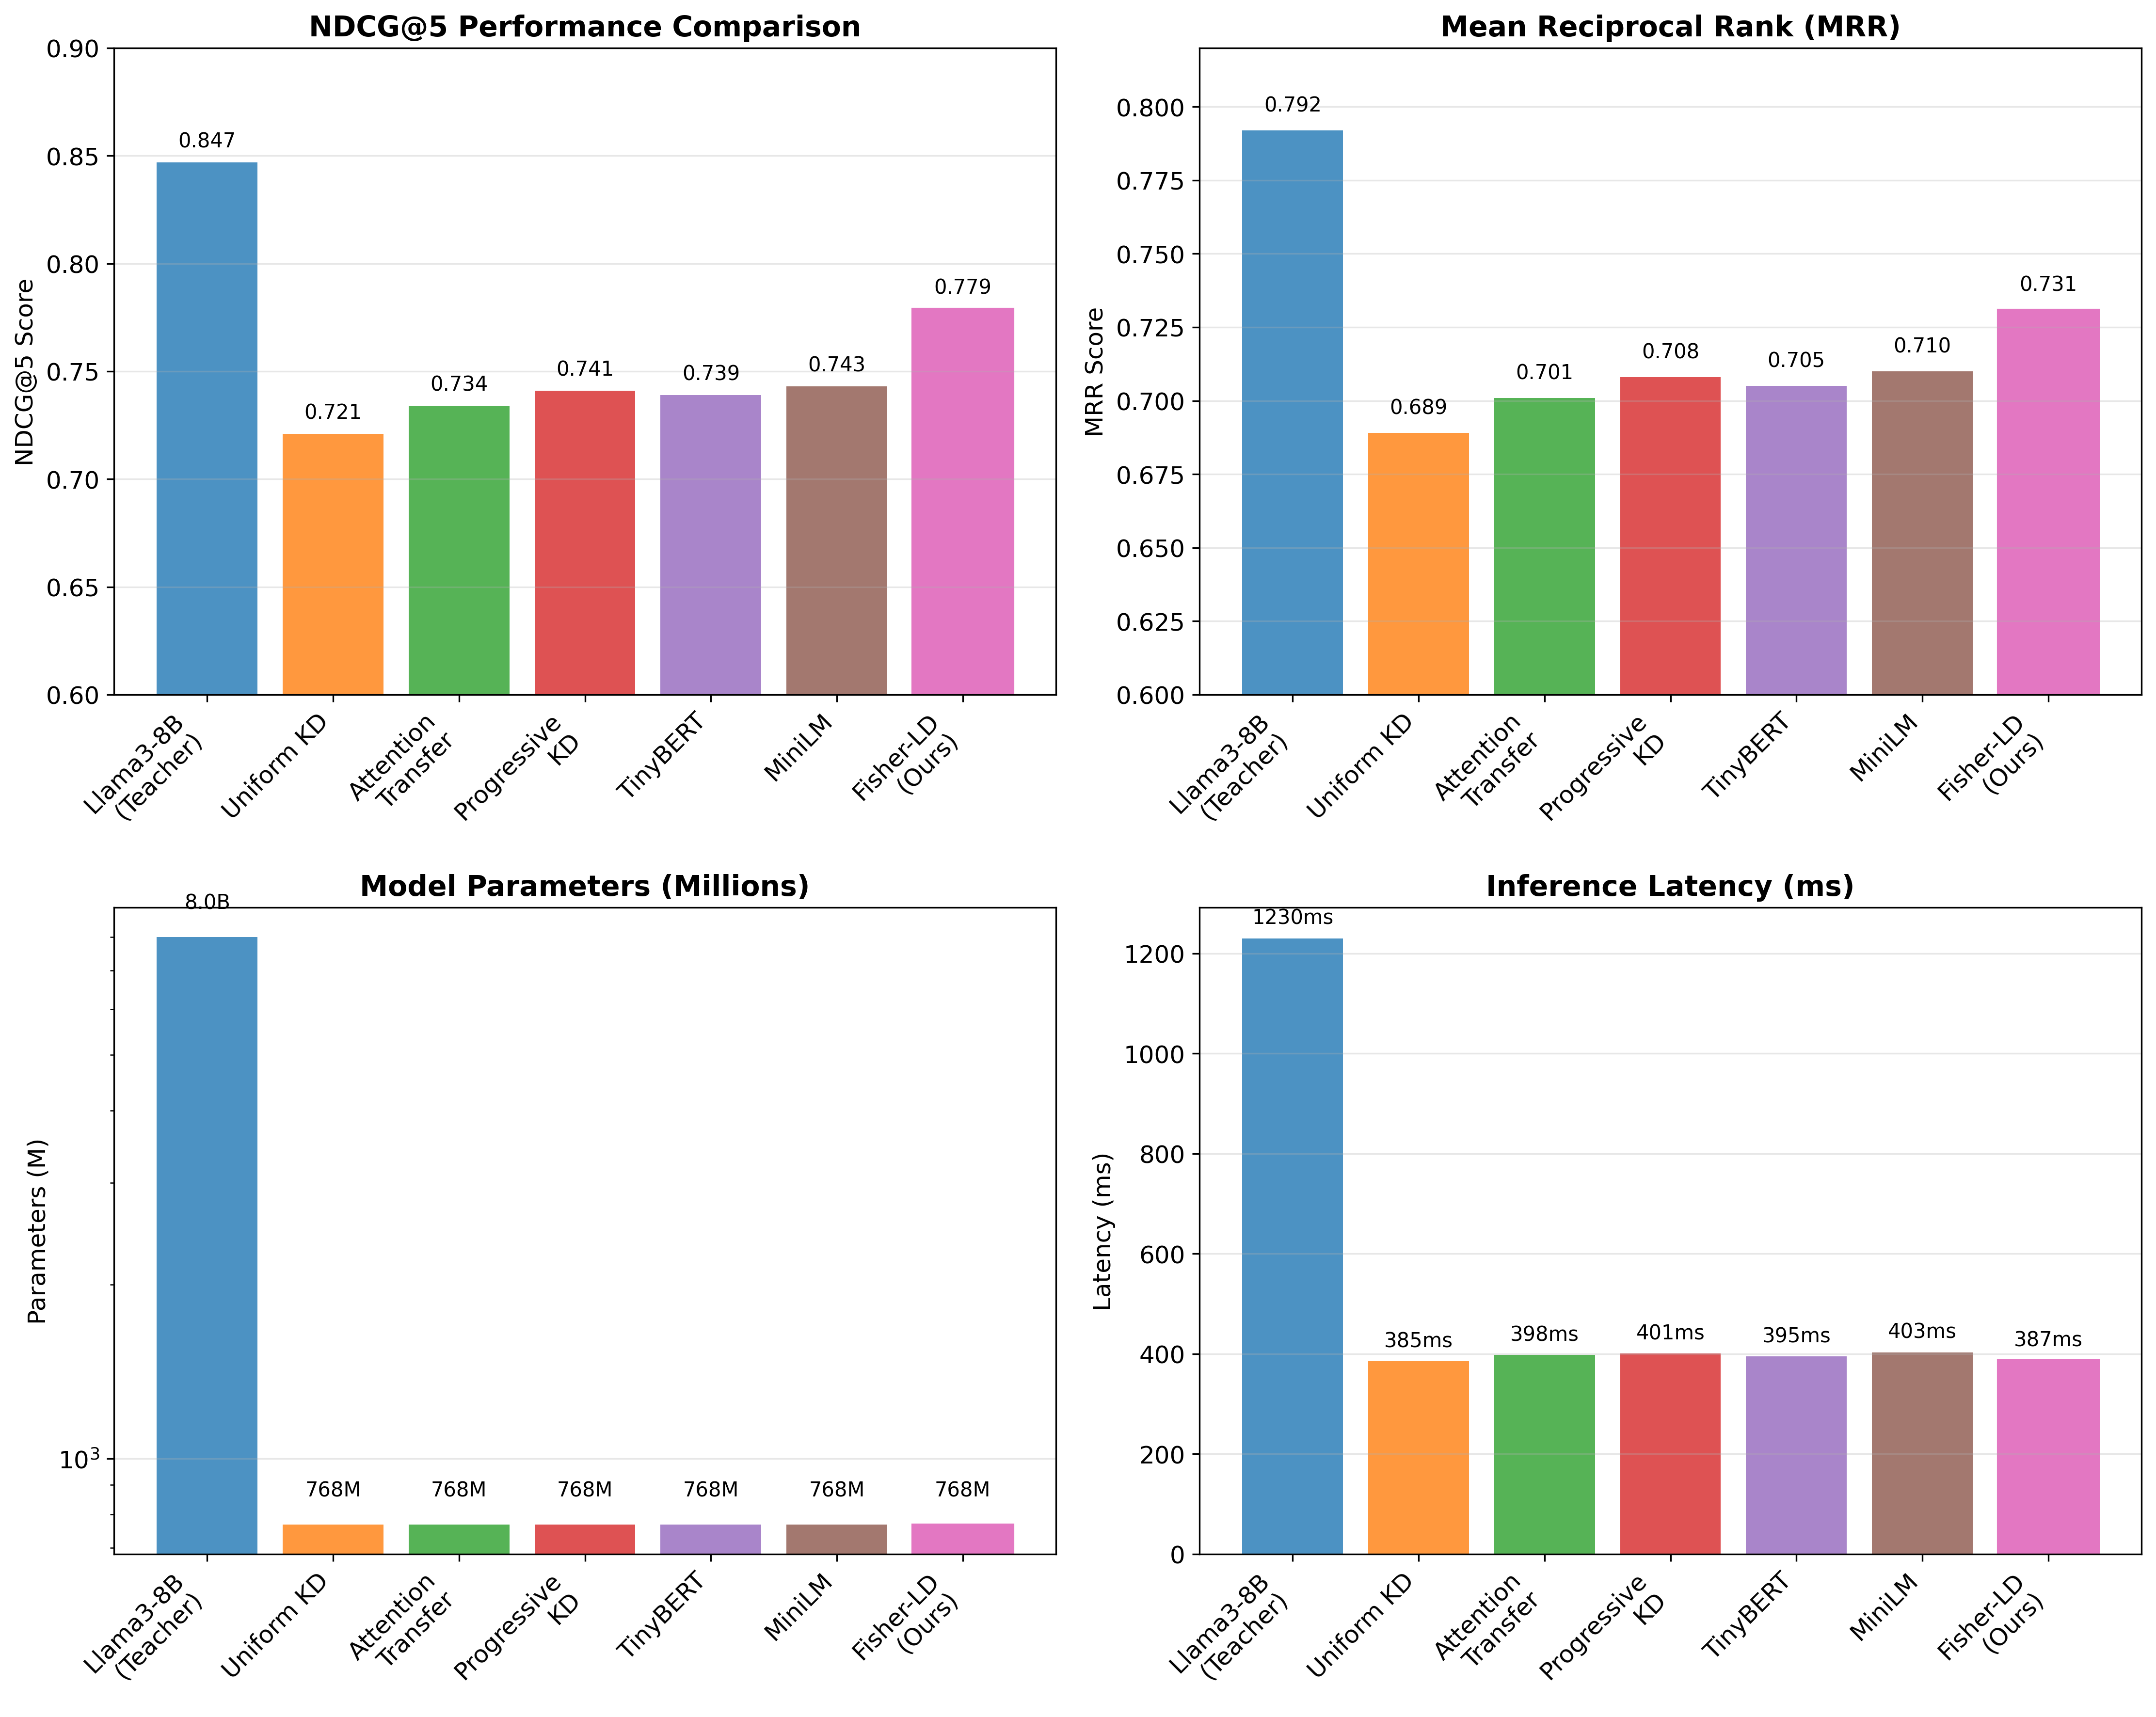 NDCG@5 Performance Comparison
NDCG@5 Score
0.90
0.85
0.80
0.75
0.70
0.65
0.60
0.847
0.721
0.734
0.741
0.739
0.743
0.779
Llama3-8B
(Teacher)
Uniform KD
Attention
Transfer
Progressive
KD
TinyBERT
MiniLM
Fisher-LD
(Ours)
Mean Reciprocal Rank (MRR)
MRR Score
0.800
0.775
0.750
0.725
0.700
0.675
0.650
0.625
0.600
0.792
0.689
0.701
0.708
0.705
0.710
0.731
Llama3-8B
(Teacher)
Uniform KD
Attention
Transfer
Progressive
KD
TinyBERT
MiniLM
Fisher-LD
(Ours)
Model Parameters (Millions)
Parameters (M)
10³
8.0B
768M
768M
768M
768M
768M
768M
Llama3-8B
(Teacher)
Uniform KD
Attention
Transfer
Progressive
KD
TinyBERT
MiniLM
Fisher-LD
(Ours)
Inference Latency (ms)
Latency (ms)
1200
1000
800
600
400
200
0
1230ms
385ms
398ms
401ms
395ms
403ms
387ms
Llama3-8B
(Teacher)
Uniform KD
Attention
Transfer
Progressive
KD
TinyBERT
MiniLM
Fisher-LD
(Ours)